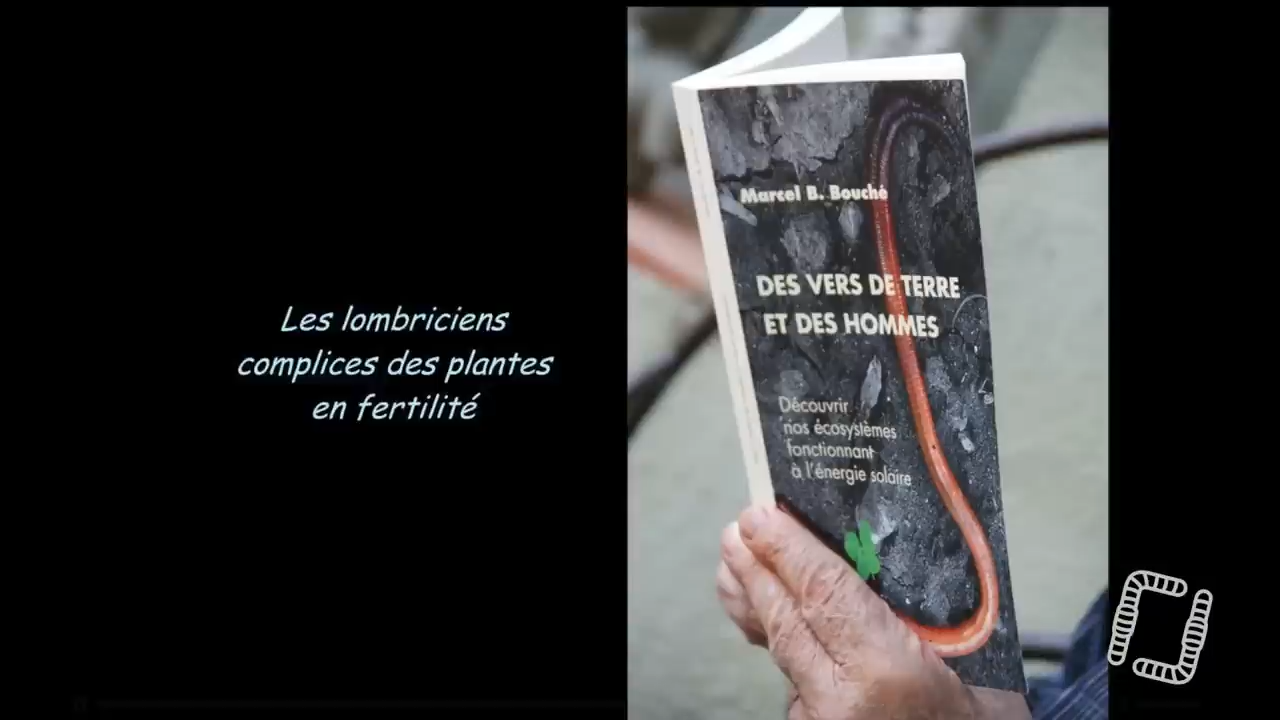 Les lombriciens
complices des plantes
en fertilité
Marcel B. Bouché
DES VERS DE TERRE
ET DES HOMMES
Découvrir
nos écosystèmes
fonctionnant
à l'énergie solaire